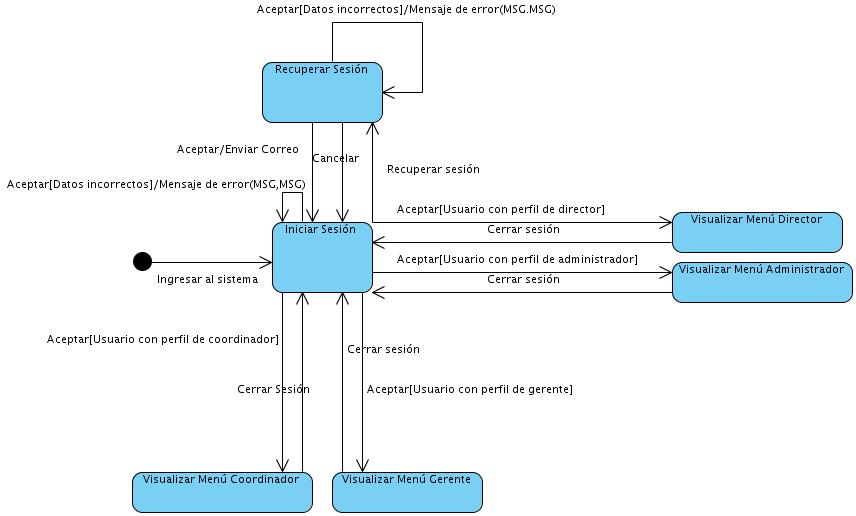 Aceptar[Datos incorrectos]/Mensaje de error(MSG.MSG)
Recuperar Sesión
Aceptar/Enviar Correo
Cancelar
Recuperar sesión
Aceptar[Datos incorrectos]/Mensaje de error(MSG,MSG)
Aceptar[Usuario con perfil de director]
Visualizar Menú Director
Iniciar Sesión
Cerrar sesión
Aceptar[Usuario con perfil de administrador]
Visualizar Menú Administrador
Ingresar al sistema
Cerrar sesión
Aceptar[Usuario con perfil de coordinador]
Cerrar sesión
Cerrar Sesión
Aceptar[Usuario con perfil de gerente]
Visualizar Menú Coordinador
Visualizar Menú Gerente